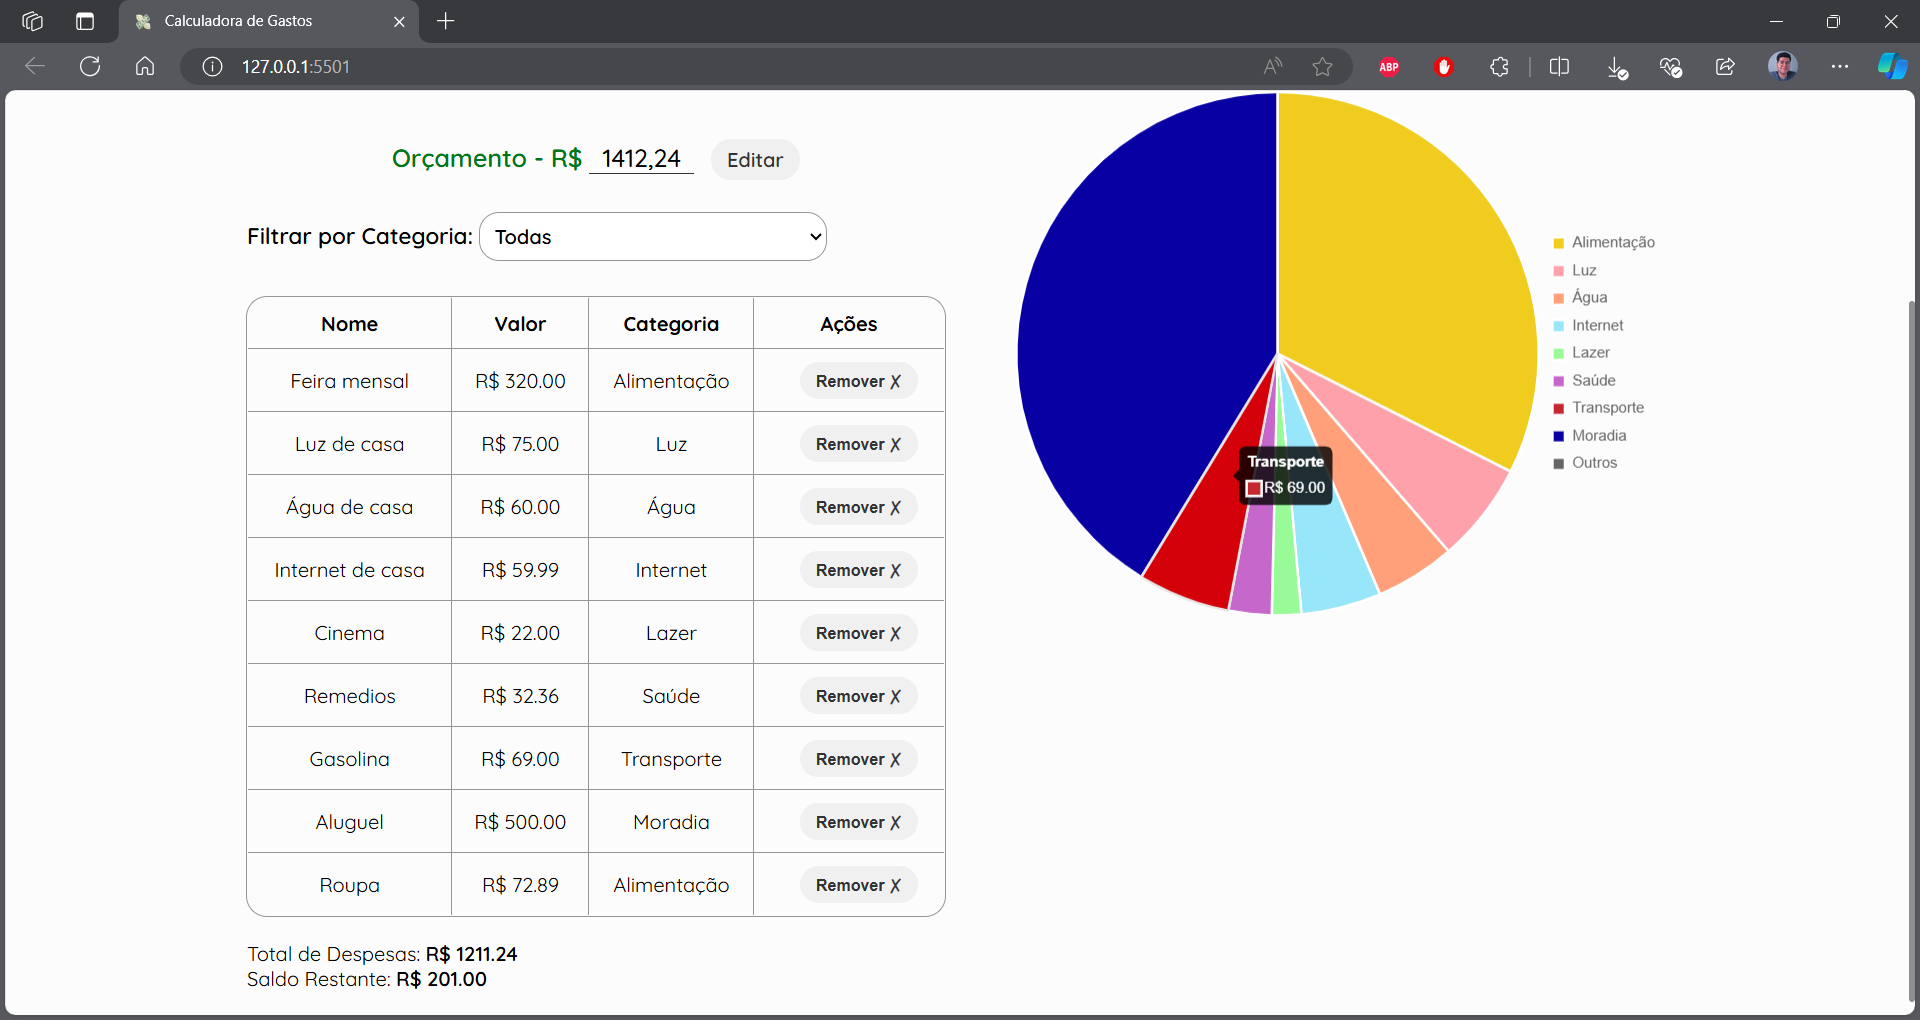 Calculadora de Gastos
127.0.0.1:5501
ABP
Orçamento - R$ 1412,24 Editar
Filtrar por Categoria: Todas
Nome Valor Categoria Ações
Feira mensal R$ 320.00 Alimentação Remover ✗
Luz de casa R$ 75.00 Luz Remover ✗
Água de casa R$ 60.00 Água Remover ✗
Internet de casa R$ 59.99 Internet Remover ✗
Cinema R$ 22.00 Lazer Remover ✗
Remedios R$ 32.36 Saúde Remover ✗
Gasolina R$ 69.00 Transporte Remover ✗
Aluguel R$ 500.00 Moradia Remover ✗
Roupa R$ 72.89 Alimentação Remover ✗
Total de Despesas: R$ 1211.24
Saldo Restante: R$ 201.00
Transporte
R$ 69.00
Alimentação
Luz
Água
Internet
Lazer
Saúde
Transporte
Moradia
Outros